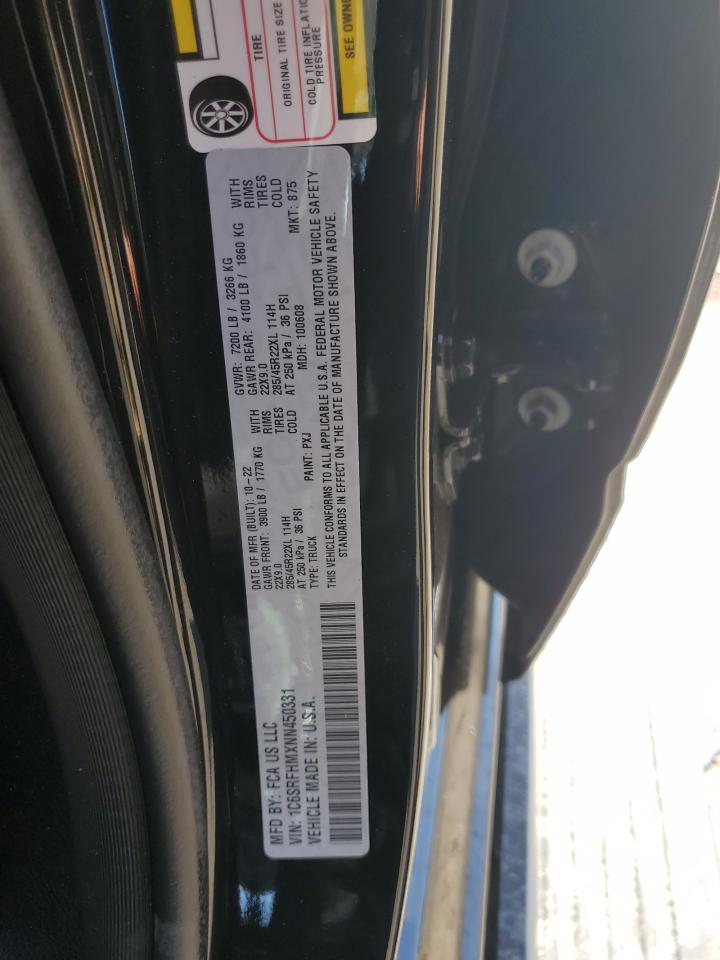 MFD BY: FCA US LLC
VIN: 1C6SRFHMXNN450331
VEHICLE MADE IN: U.S.A.
DATE OF MFR (BUILT): 10-22 GVWR: 7200 LB / 3266 KG
GAWR FRONT: 3900 LB / 1770 KG WITH GAWR REAR: 4100 LB / 1860 KG WITH
22X9.0 RIMS 22X9.0 RIMS
285/45R22XL 114H TIRES 285/45R22XL 114H TIRES
AT 250 kPa / 36 PSI COLD AT 250 kPa / 36 PSI COLD
TYPE: TRUCK PAINT: PXJ MDH: 100608 MKT: 875
THIS VEHICLE CONFORMS TO ALL APPLICABLE U.S.A. FEDERAL MOTOR VEHICLE SAFETY
STANDARDS IN EFFECT ON THE DATE OF MANUFACTURE SHOWN ABOVE.
TIRE
ORIGINAL TIRE SIZE
COLD TIRE
PRESSURE
SEE